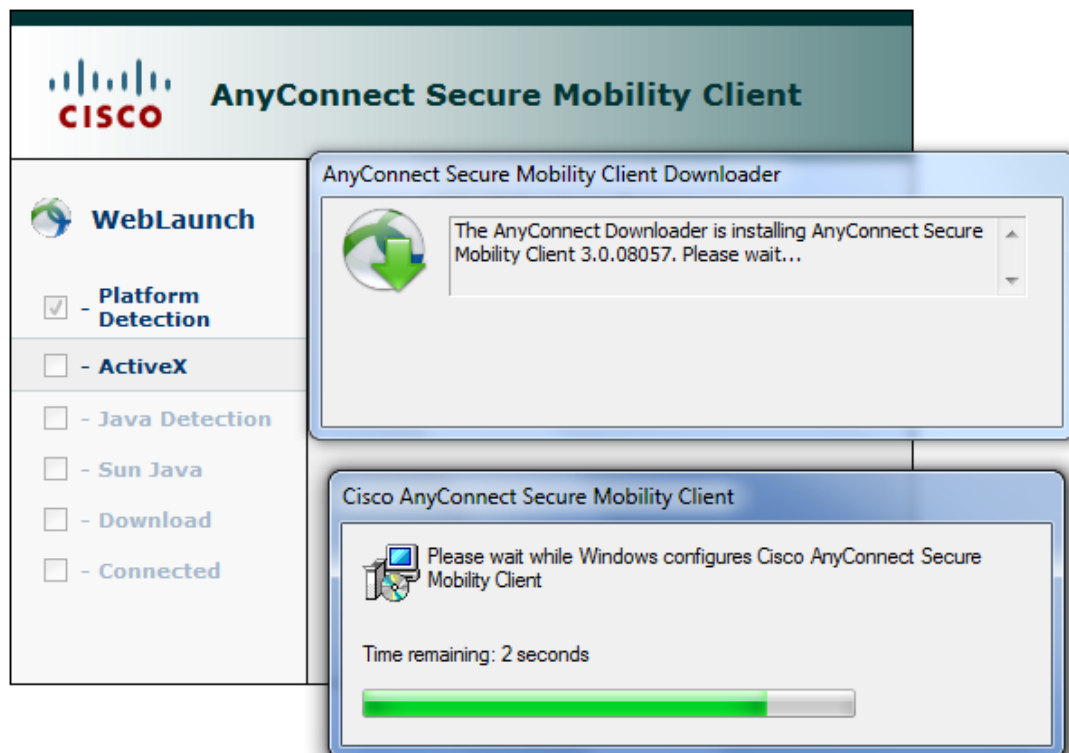 CISCO
AnyConnect Secure Mobility Client
WebLaunch
- Platform
Detection
- ActiveX
- Java Detection
- Sun Java
- Download
- Connected
AnyConnect Secure Mobility Client Downloader
The AnyConnect Downloader is installing AnyConnect Secure
Mobility Client 3.0.08057. Please wait...
Cisco AnyConnect Secure Mobility Client
Please wait while Windows configures Cisco AnyConnect Secure
Mobility Client
Time remaining: 2 seconds